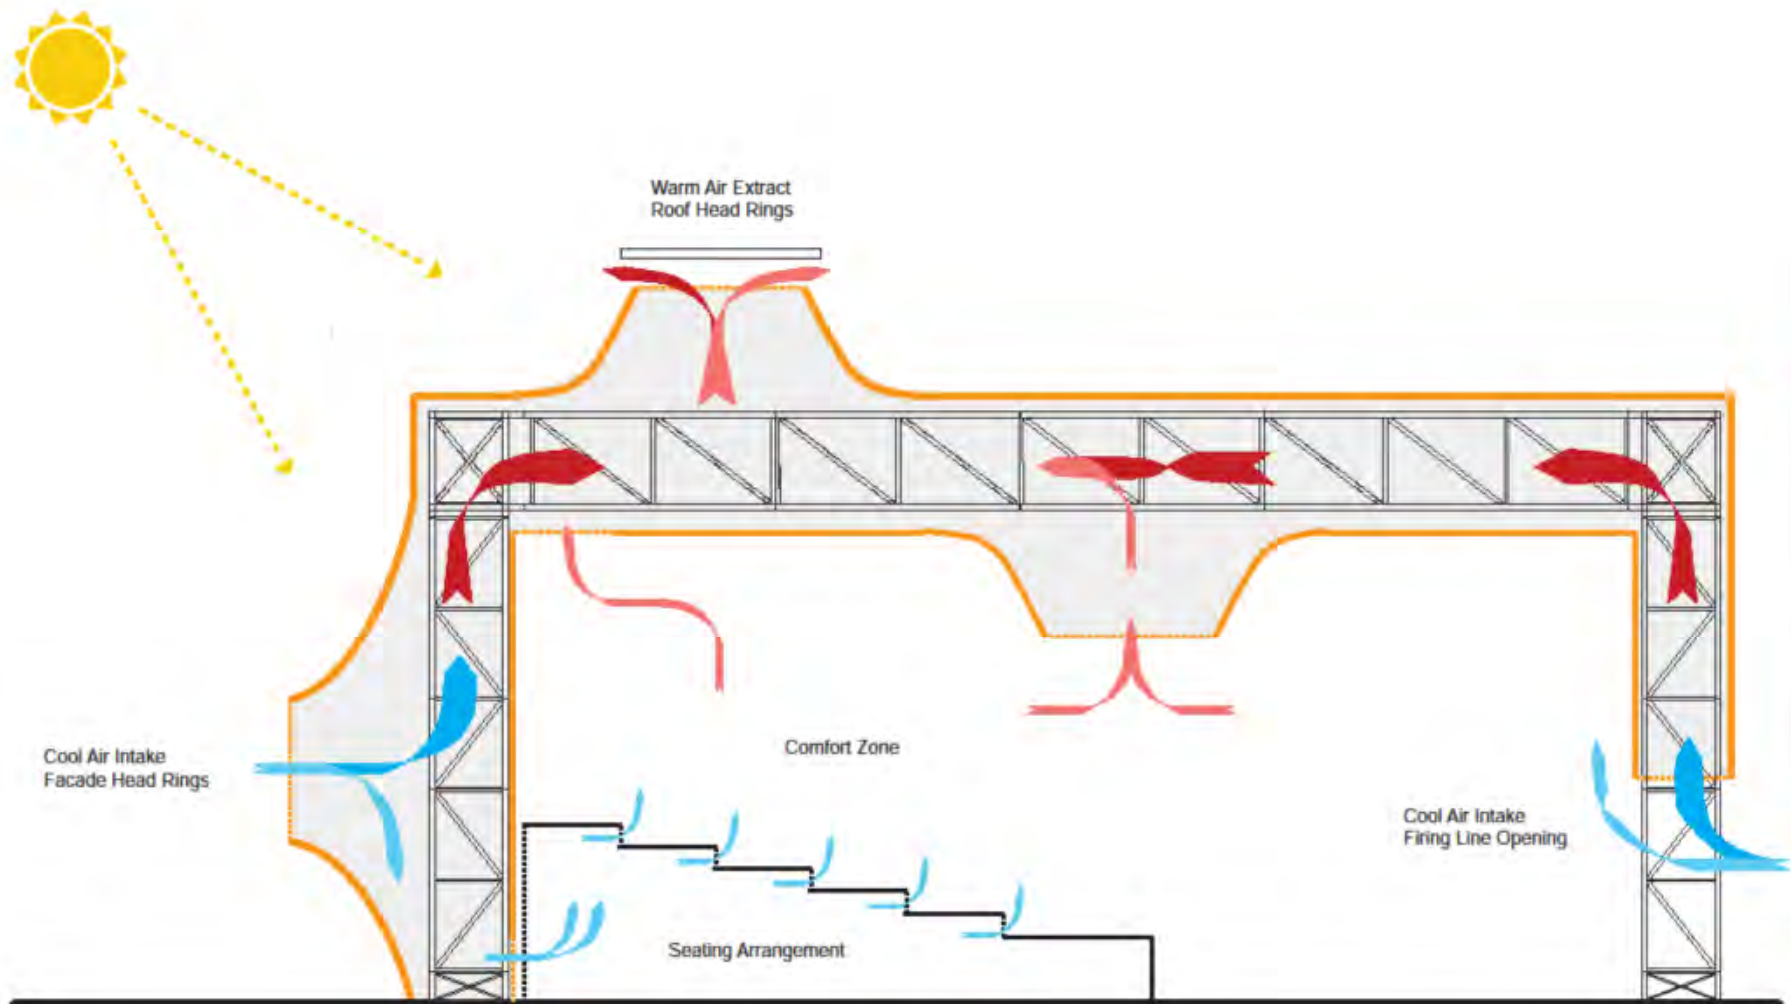 Warm Air Extract
Roof Head Rings
Cool Air Intake
Facade Head Rings
Comfort Zone
Cool Air Intake
Firing Line Opening
Seating Arrangement